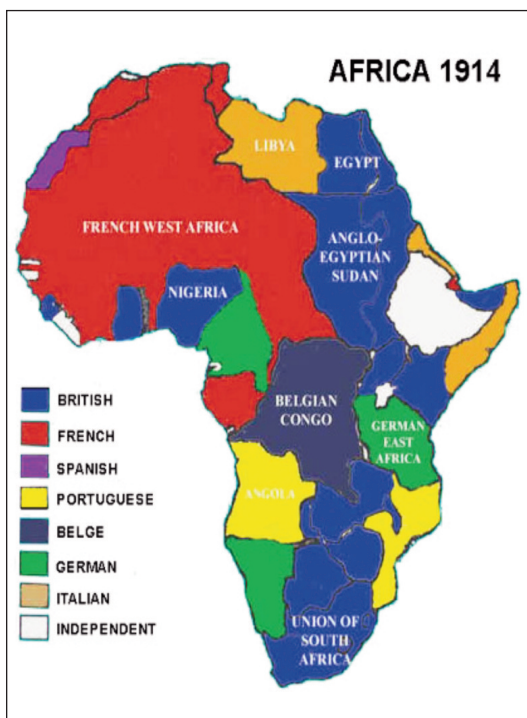 AFRICA 1914
LIBYA
EGYPT
FRENCH WEST AFRICA
ANGLO-
EGYPTIAN
SUDAN
NIGERIA
BELGIAN
CONGO
GERMAN
EAST
AFRICA
ANGOLA
UNION OF
SOUTH
AFRICA
BRITISH
FRENCH
SPANISH
PORTUGUESE
BELGE
GERMAN
ITALIAN
INDEPENDENT